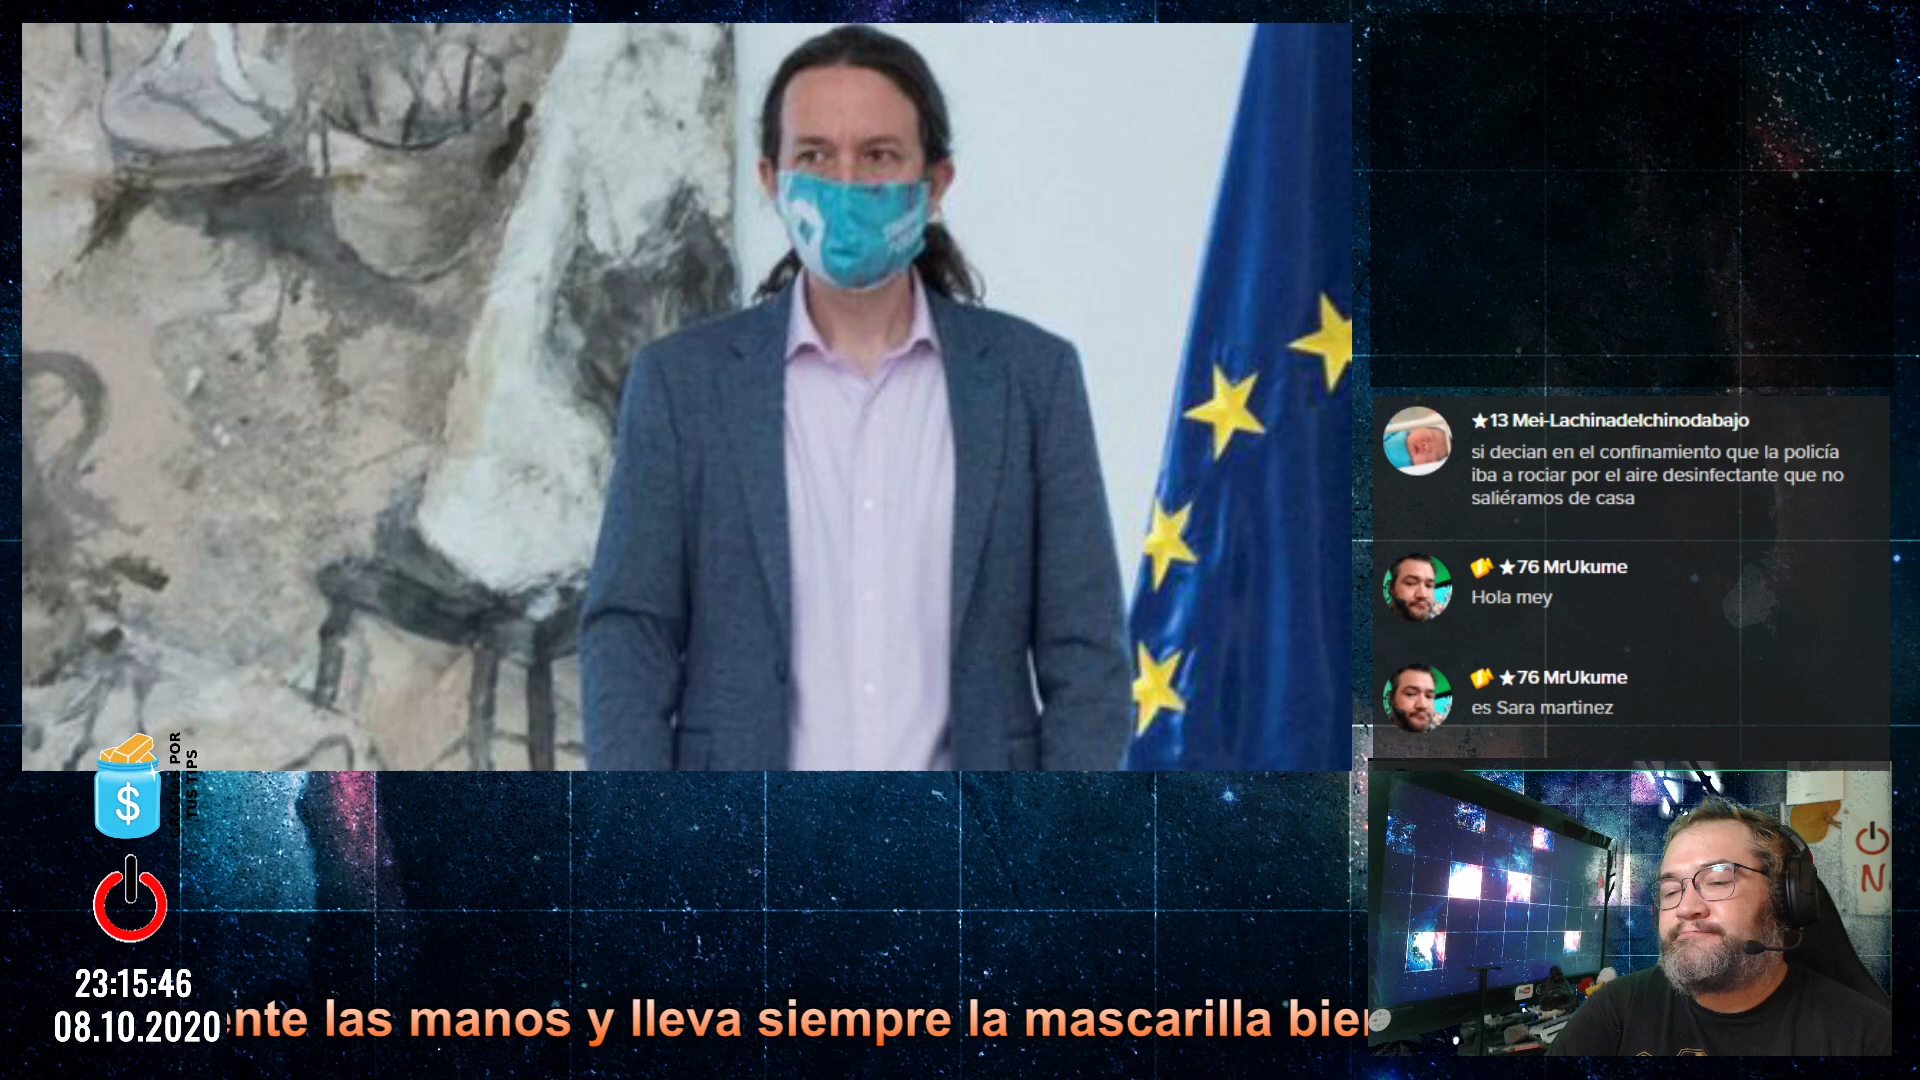 ★13 Mei-Lachinadelchinodabajo
si decian en el confinamiento que la policía
iba a rociar por el aire desinfectante que no
saliéramos de casa
★76 MrUkume
Hola mey
★76 MrUkume
es Sara martinez
POR
TUS TIPS
$
23:15:46
08.10.2020
nte las manos y lleva siempre la mascarilla bien
N